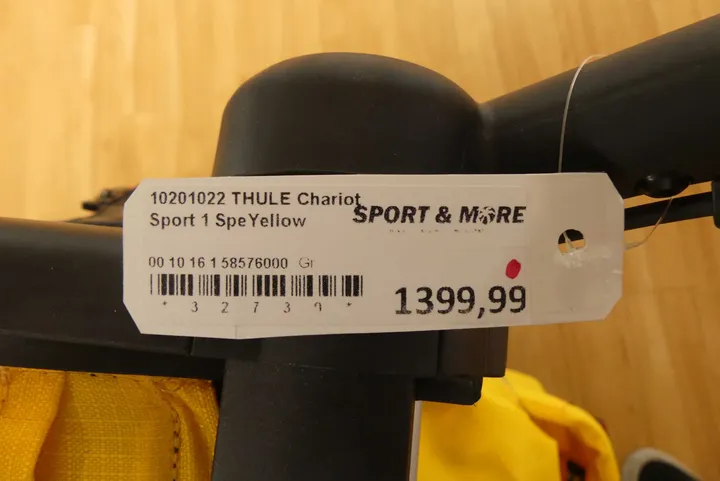 10201022 THULE Chariot
Sport 1 SpeYellow
SPORT & MORE
00 10 16 1 58576000 Gr
* 3 2 7 3 9 *
1399,99